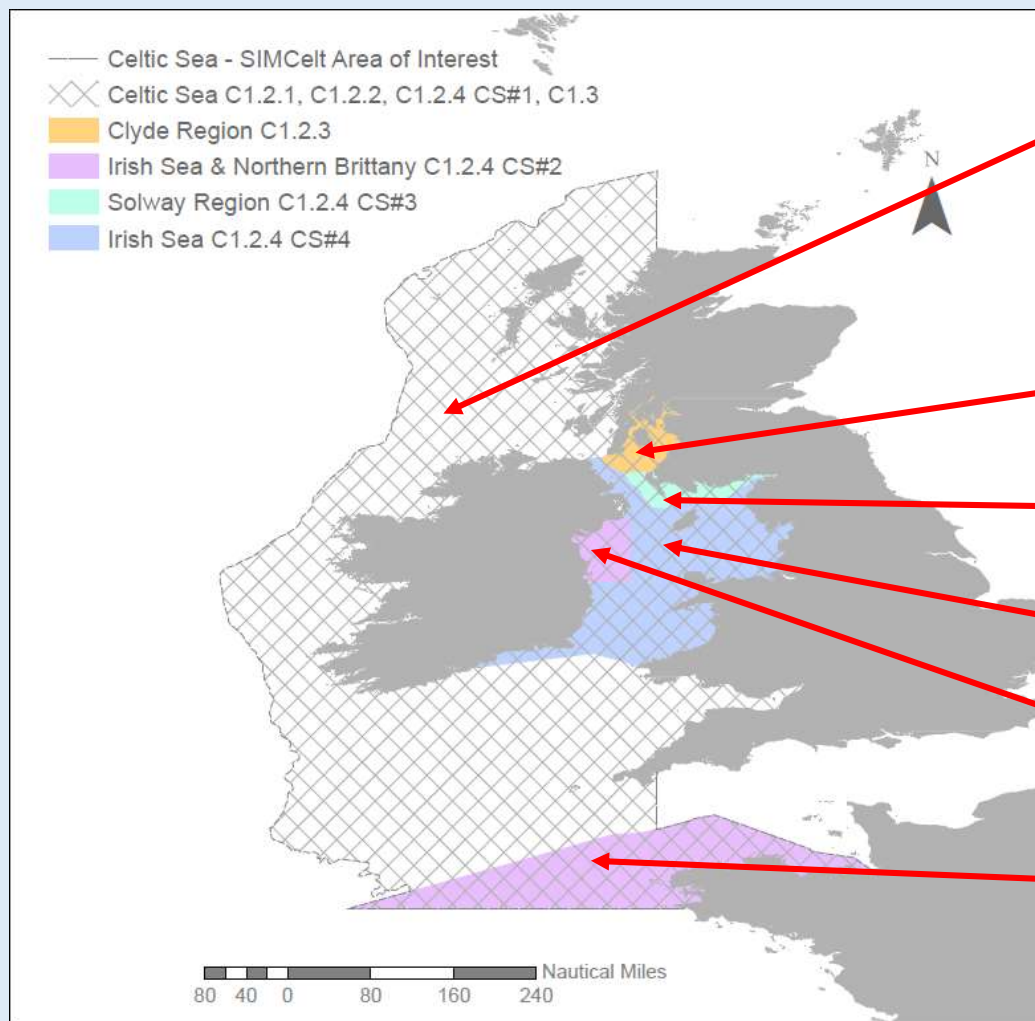 Celtic Sea - SIMCelt Area of Interest
Celtic Sea C1.2.1, C1.2.2, C1.2.4 CS#1, C1.3
Clyde Region C1.2.3
Irish Sea & Northern Brittany C1.2.4 CS#2
Solway Region C1.2.4 CS#3
Irish Sea C1.2.4 CS#4
N
Nautical Miles
80 40 0 80 160 240